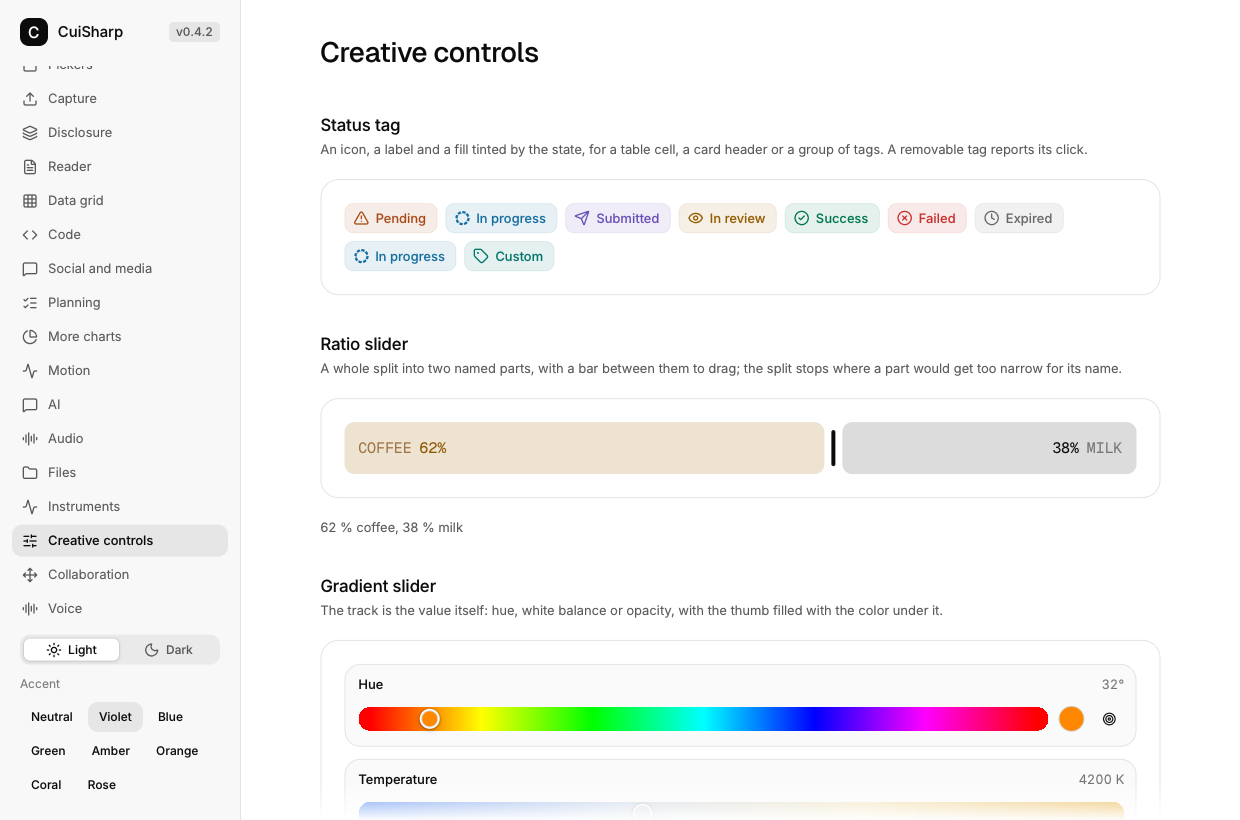 C CuiSharp v0.4.2
Pickers
Capture
Disclosure
Reader
Data grid
Code
Social and media
Planning
More charts
Motion
AI
Audio
Files
Instruments
Creative controls
Collaboration
Voice
Light Dark
Accent
Neutral Violet Blue
Green Amber Orange
Coral Rose
Creative controls
Status tag
An icon, a label and a fill tinted by the state, for a table cell, a card header or a group of tags. A removable tag reports its click.
Pending In progress Submitted In review Success Failed Expired
In progress Custom
Ratio slider
A whole split into two named parts, with a bar between them to drag; the split stops where a part would get too narrow for its name.
COFFEE 62% 38% MILK
62 % coffee, 38 % milk
Gradient slider
The track is the value itself: hue, white balance or opacity, with the thumb filled with the color under it.
Hue 32°
Temperature 4200 K